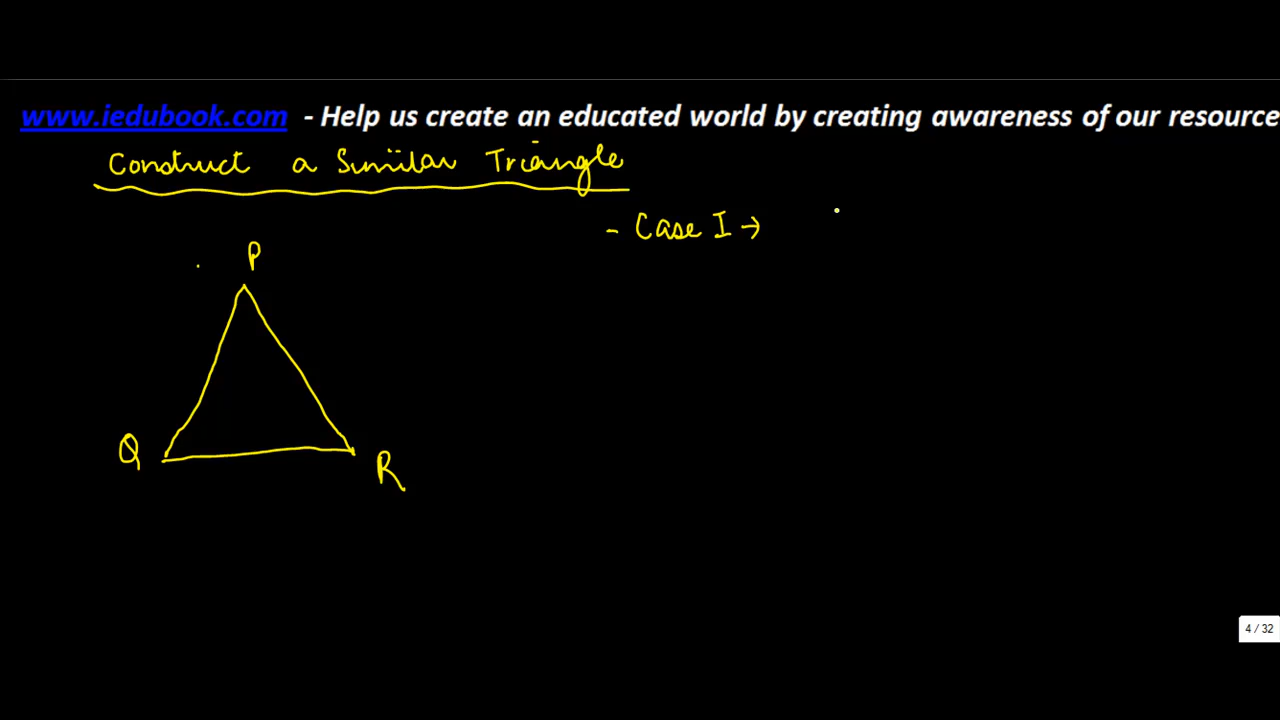 www.iedubook.com - Help us create an educated world by creating awareness of our resource
Construct a Similar Triangle
- Case I →
P
Q
R
4 / 32